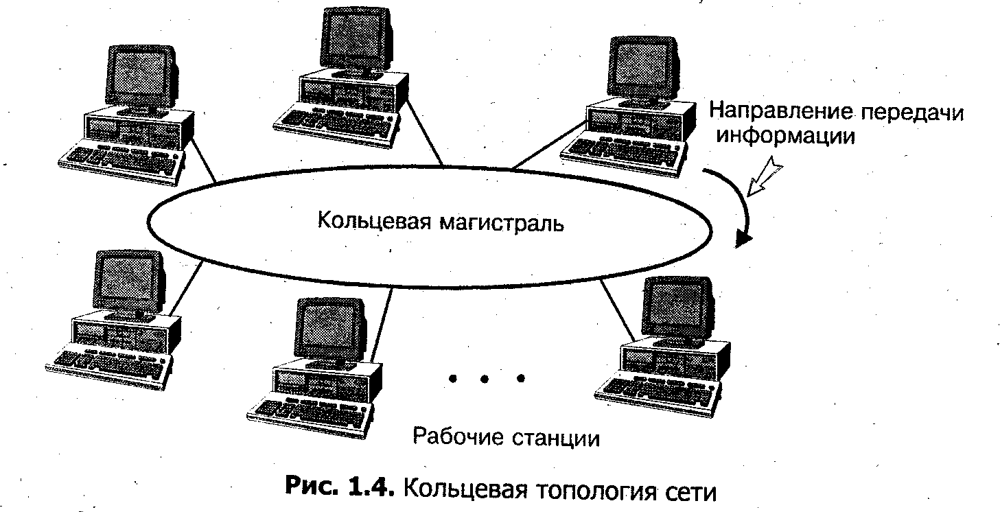 Направление передачи
информации
Кольцевая магистраль
Рабочие станции
Рис. 1.4. Кольцевая топология сети